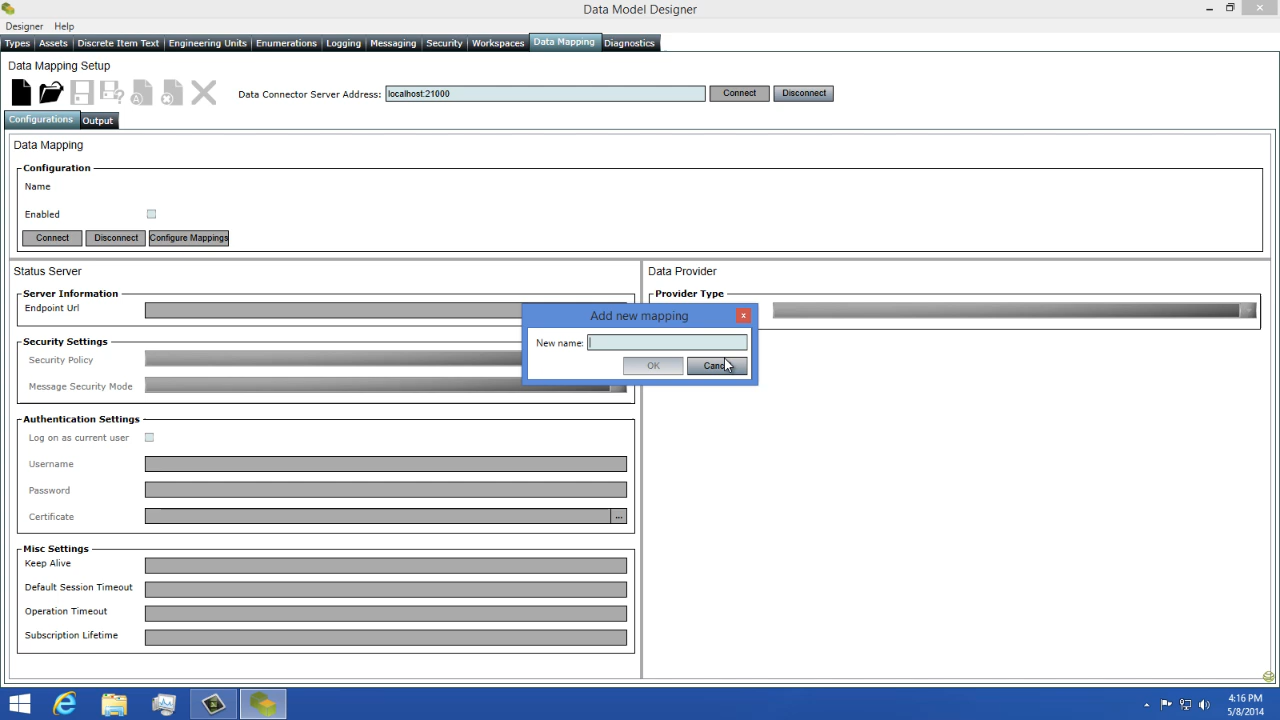 Data Model Designer
Designer Help
Types Assets Discrete Item Text Engineering Units Enumerations Logging Messaging Security Workspaces Data Mapping Diagnostics
Data Mapping Setup
Data Connector Server Address: localhost:21000 Connect Disconnect
Configurations Output
Data Mapping
Configuration
Name
Enabled
Connect Disconnect Configure Mappings
Status Server
Server Information
Endpoint Url
Security Settings
Security Policy
Message Security Mode
Authentication Settings
Log on as current user
Username
Password
Certificate ...
Misc Settings
Keep Alive
Default Session Timeout
Operation Timeout
Subscription Lifetime
Data Provider
Provider Type
Add new mapping x
New name:
OK
4:16 PM
5/8/2014